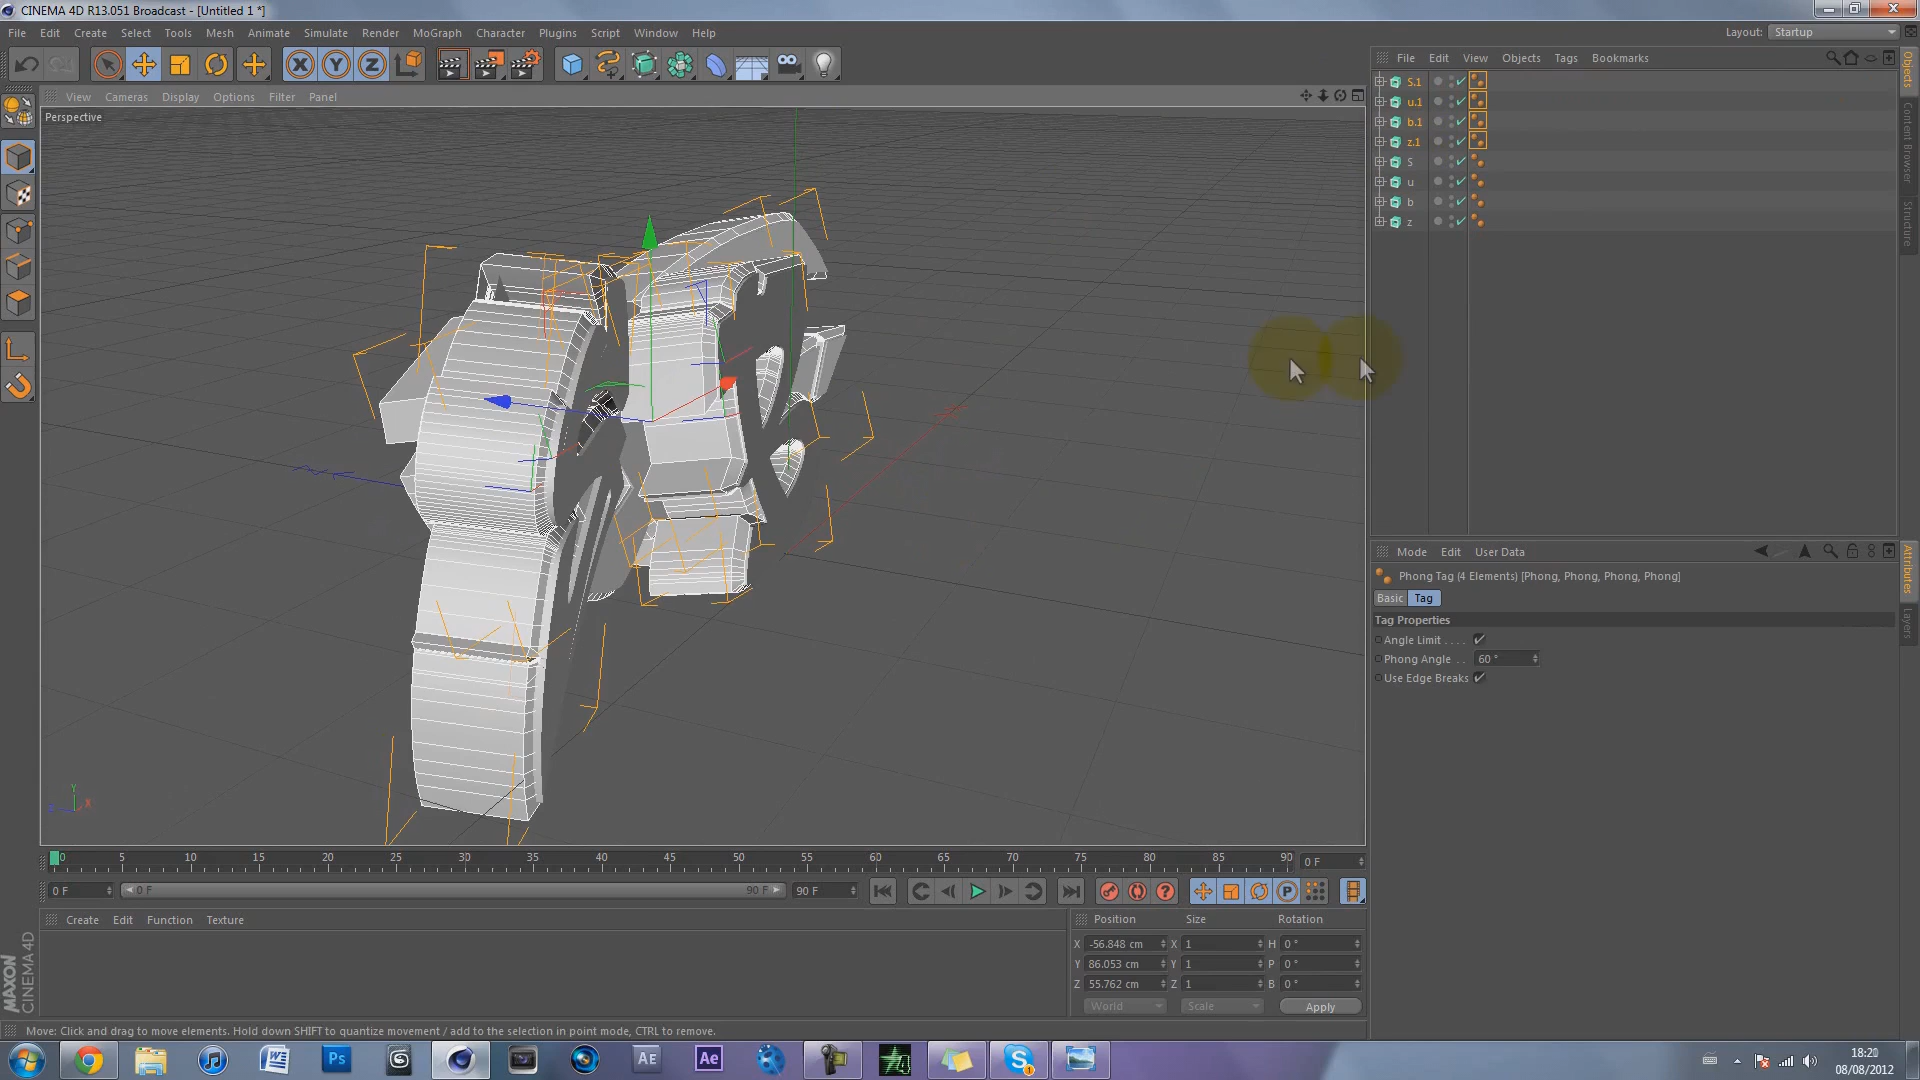 CINEMA 4D R13.051 Broadcast - [Untitled 1 *]
File Edit Create Select Tools Mesh Animate Simulate Render MoGraph Character Plugins Script Window Help
Layout: Startup
File Edit View Objects Tags Bookmarks
View Cameras Display Options Filter Panel
Perspective
S.1
u.1
b.1
z.1
S
u
b
z
Objects
Content Browser
Structure
Mode Edit User Data
Phong Tag (4 Elements) [Phong, Phong, Phong, Phong]
Basic Tag
Tag Properties
Angle Limit . . . .
Phong Angle . . 60 °
Use Edge Breaks
Attributes
Layers
Y
X
0 5 10 15 20 25 30 35 40 45 50 55 60 65 70 75 80 85 90 0 F
0 F 0 F 90 F 90 F
Create Edit Function Texture
Position Size Rotation
X -56.848 cm X 1 H 0 °
Y 86.053 cm Y 1 P 0 °
Z 55.762 cm Z 1 B 0 °
World Scale Apply
MAXON
CINEMA 4D
Move: Click and drag to move elements. Hold down SHIFT to quantize movement / add to the selection in point mode, CTRL to remove.
18:20
08/08/2012